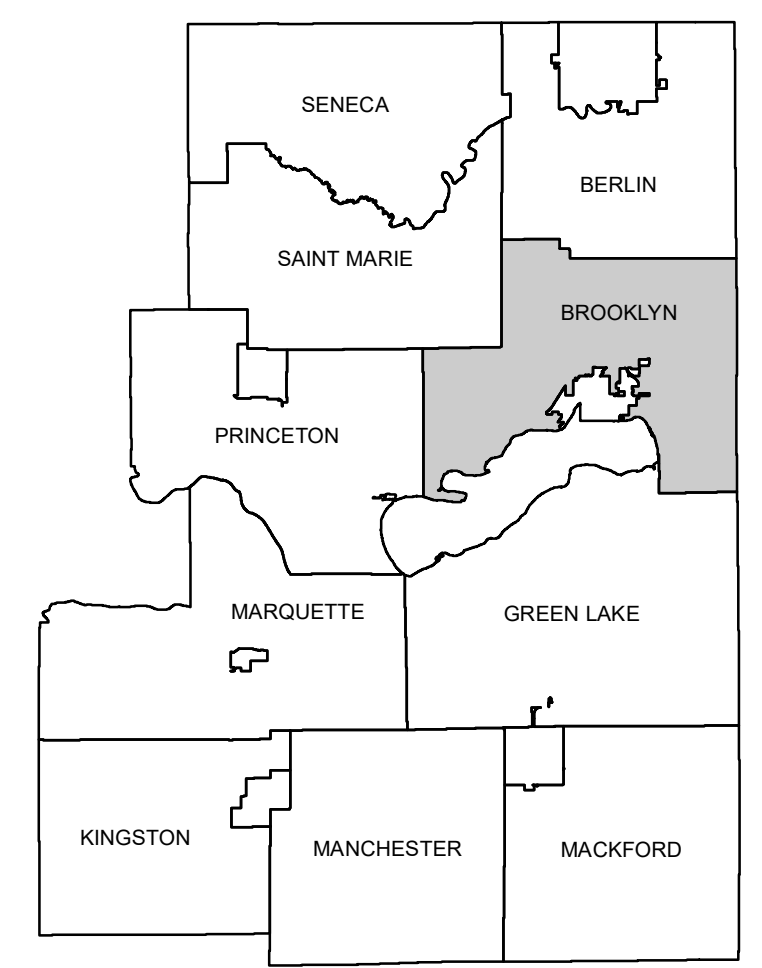 SENECA
BERLIN
SAINT MARIE
BROOKLYN
PRINCETON
MARQUETTE
GREEN LAKE
KINGSTON
MANCHESTER
MACKFORD